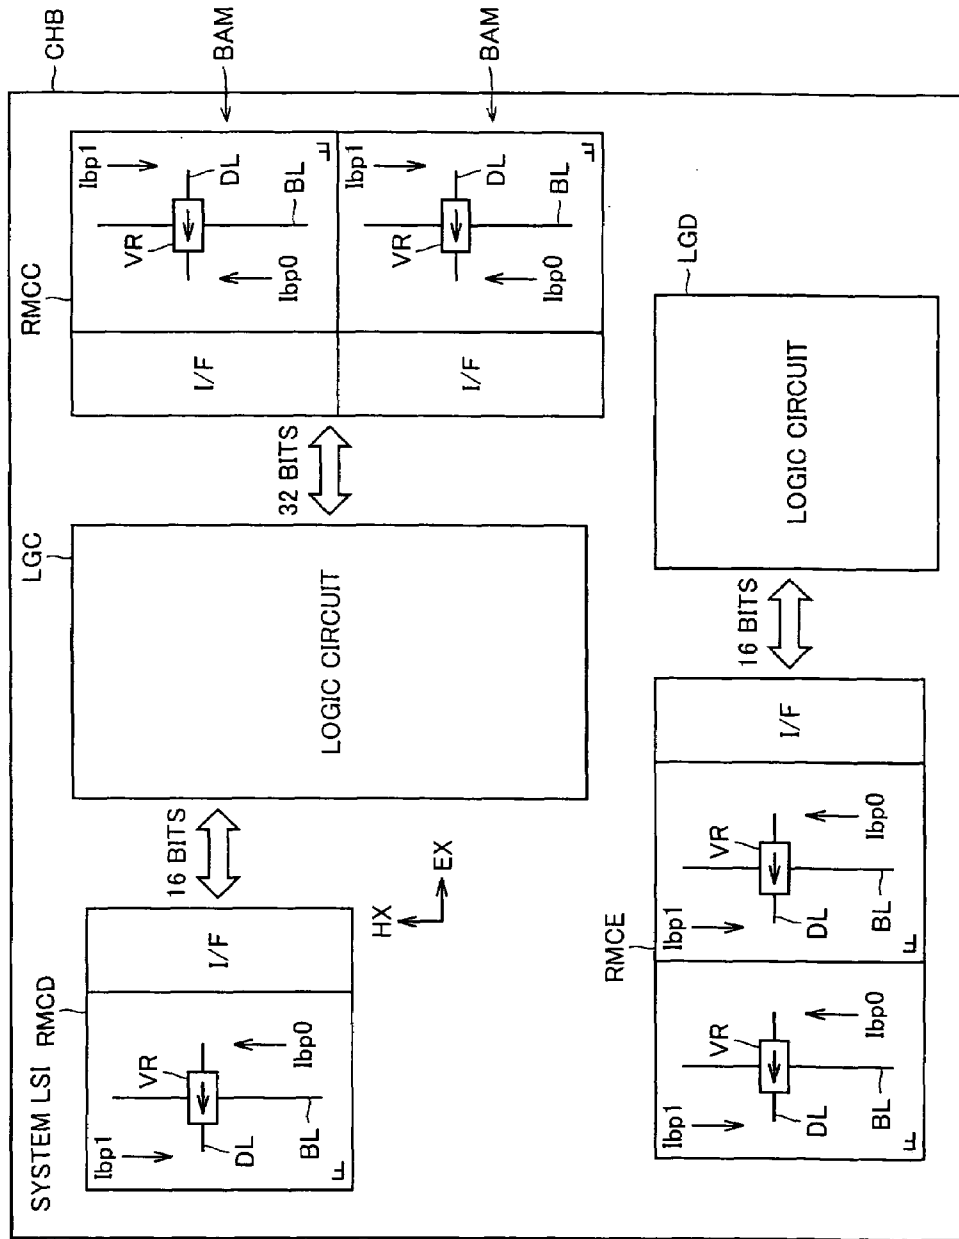 CHB
SYSTEM LSI
RMCD
Ibp1
VR
DL
Ibp0
BL
F
I/F
16 BITS
HX
EX
LGC
LOGIC CIRCUIT
32 BITS
RMCC
I/F
Ibp1
VR
DL
Ibp0
BL
F
BAM
I/F
Ibp1
VR
DL
Ibp0
BL
F
BAM
RMCE
Ibp1
VR
DL
Ibp0
BL
F
Ibp1
VR
DL
Ibp0
BL
F
I/F
16 BITS
LGD
LOGIC CIRCUIT